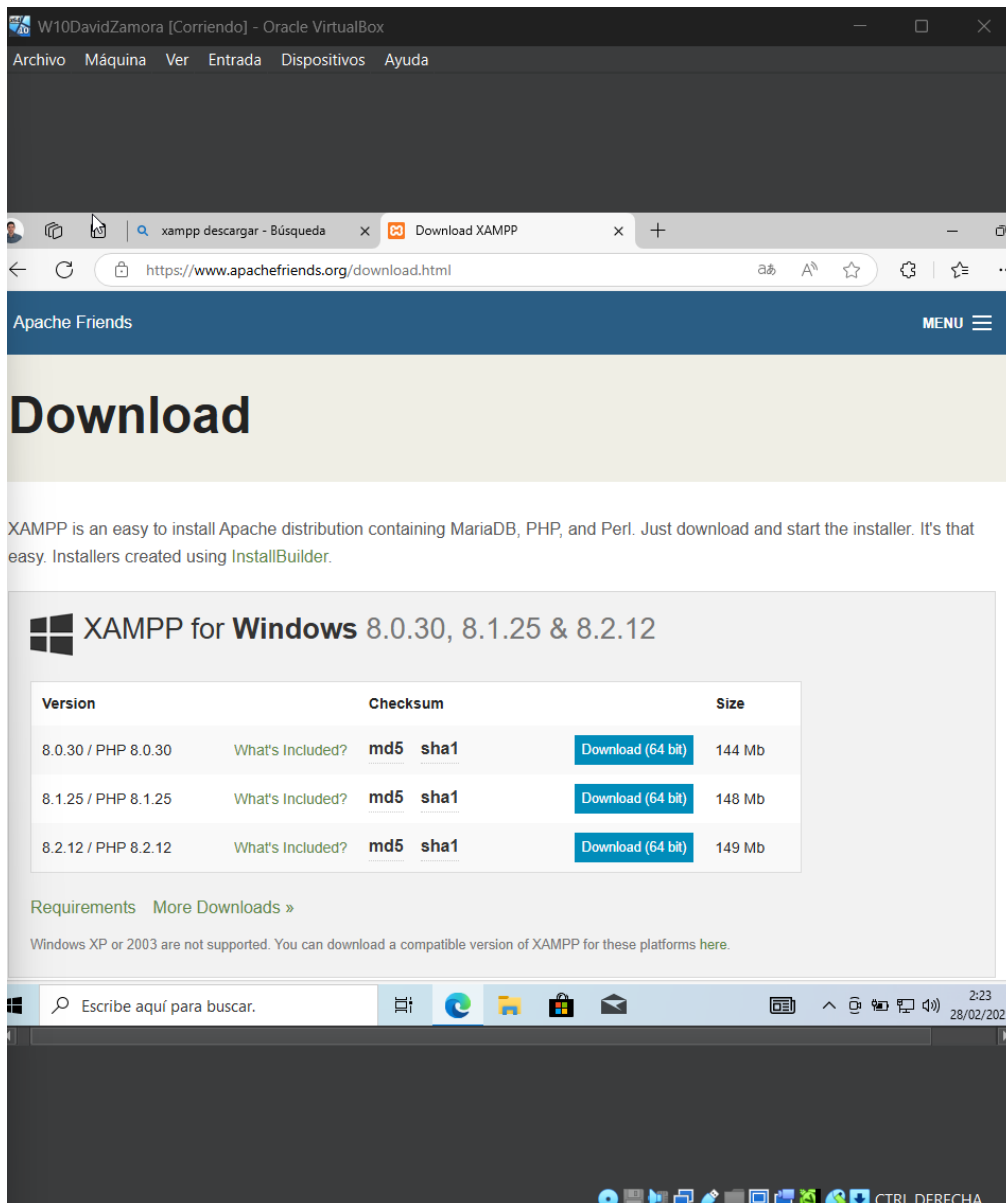 W10DavidZamora [Corriendo] - Oracle VirtualBox
Archivo Máquina Ver Entrada Dispositivos Ayuda
xampp descargar - Búsqueda Download XAMPP
https://www.apachefriends.org/download.html
Apache Friends MENU
Download
XAMPP is an easy to install Apache distribution containing MariaDB, PHP, and Perl. Just download and start the installer. It's that
easy. Installers created using InstallBuilder.
XAMPP for Windows 8.0.30, 8.1.25 & 8.2.12
Version Checksum Size
8.0.30 / PHP 8.0.30 What's Included? md5 sha1 Download (64 bit) 144 Mb
8.1.25 / PHP 8.1.25 What's Included? md5 sha1 Download (64 bit) 148 Mb
8.2.12 / PHP 8.2.12 What's Included? md5 sha1 Download (64 bit) 149 Mb
Requirements More Downloads »
Windows XP or 2003 are not supported. You can download a compatible version of XAMPP for these platforms here.
Escribe aquí para buscar. 2:23
28/02/202
CTRL DERECHA